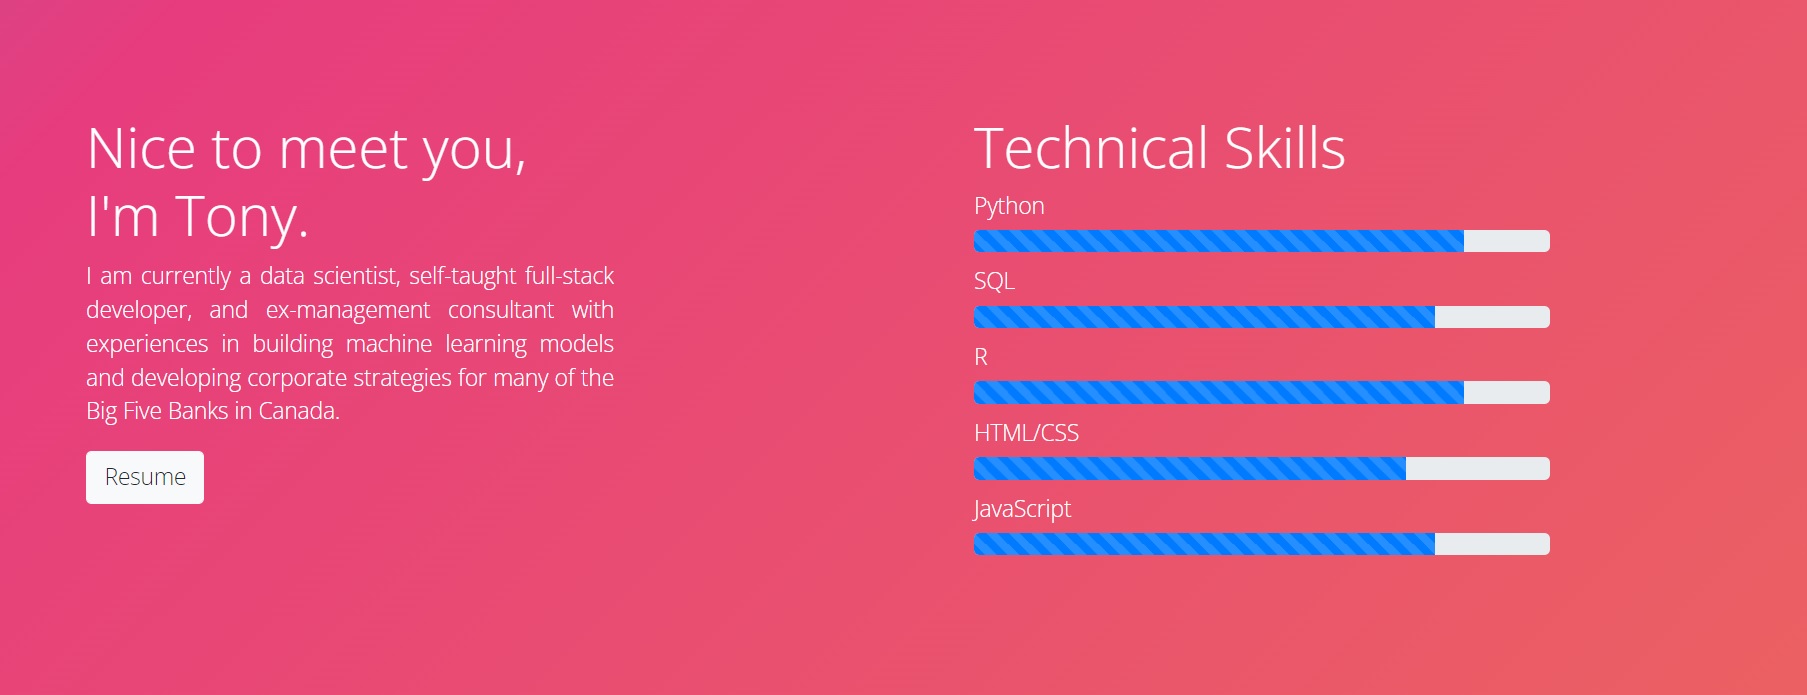 Nice to meet you,
I'm Tony.
I am currently a data scientist, self-taught full-stack
developer, and ex-management consultant with
experiences in building machine learning models
and developing corporate strategies for many of the
Big Five Banks in Canada.
Resume
Technical Skills
Python
SQL
R
HTML/CSS
JavaScript